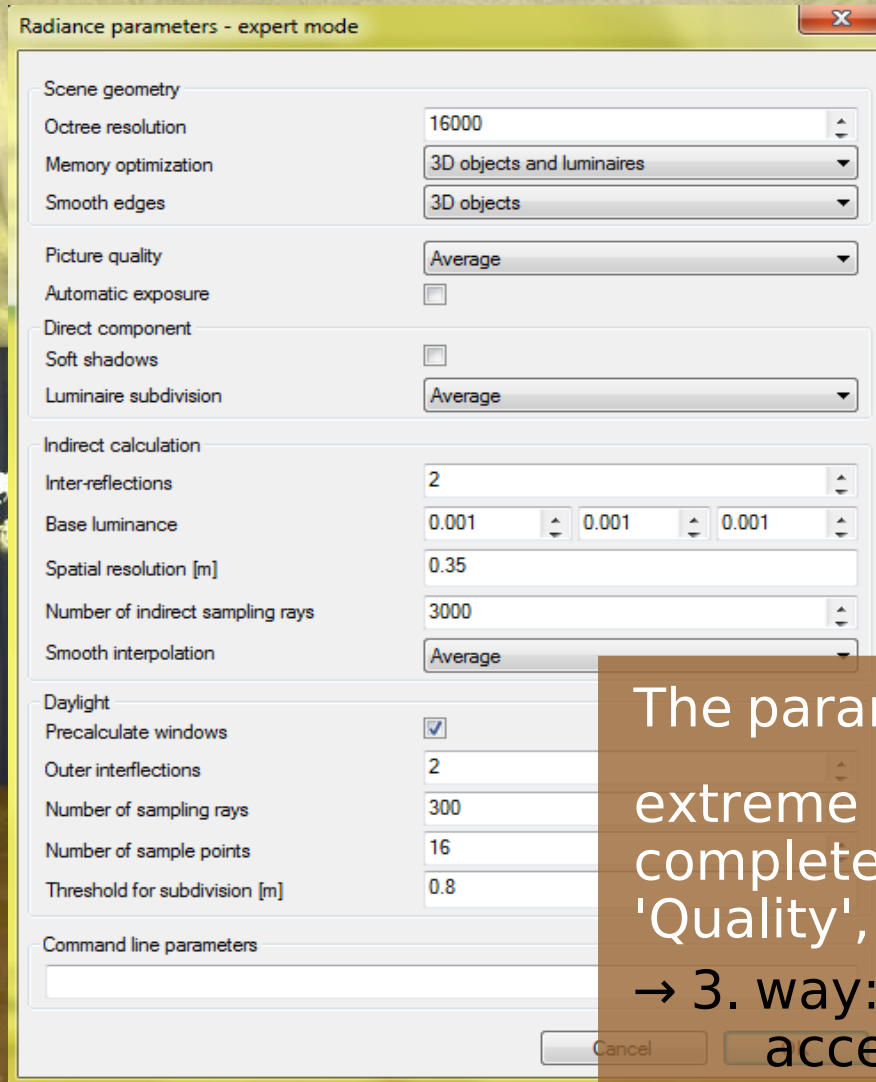 Radiance parameters - expert mode
Scene geometry
Octree resolution 16000
Memory optimization 3D objects and luminaires
Smooth edges 3D objects
Picture quality Average
Automatic exposure
Direct component
Soft shadows
Luminaire subdivision Average
Indirect calculation
Inter-reflections 2
Base luminance 0.001 0.001 0.001
Spatial resolution [m] 0.35
Number of indirect sampling rays 3000
Smooth interpolation Average
Daylight
Precalculate windows
Outer interflections 2
Number of sampling rays 300
Number of sample points 16
Threshold for subdivision [m] 0.8
Command line parameters
Cancel
The para
extreme
complete
'Quality',
→ 3. way:
acce